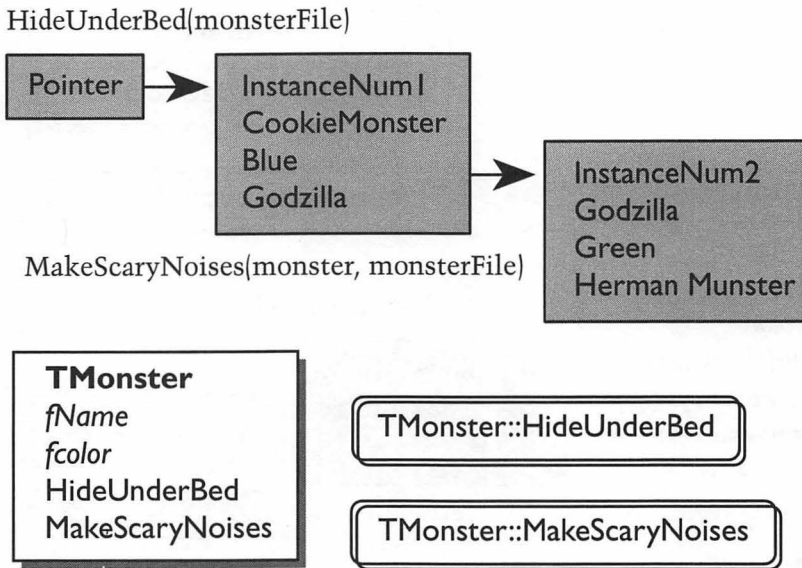 HideUnderBed(monsterFile)
Pointer
InstanceNum1
CookieMonster
Blue
Godzilla
InstanceNum2
Godzilla
Green
Herman Munster
MakeScaryNoises(monster, monsterFile)
TMonster
fName
fcolor
HideUnderBed
MakeScaryNoises
TMonster::HideUnderBed
TMonster::MakeScaryNoises